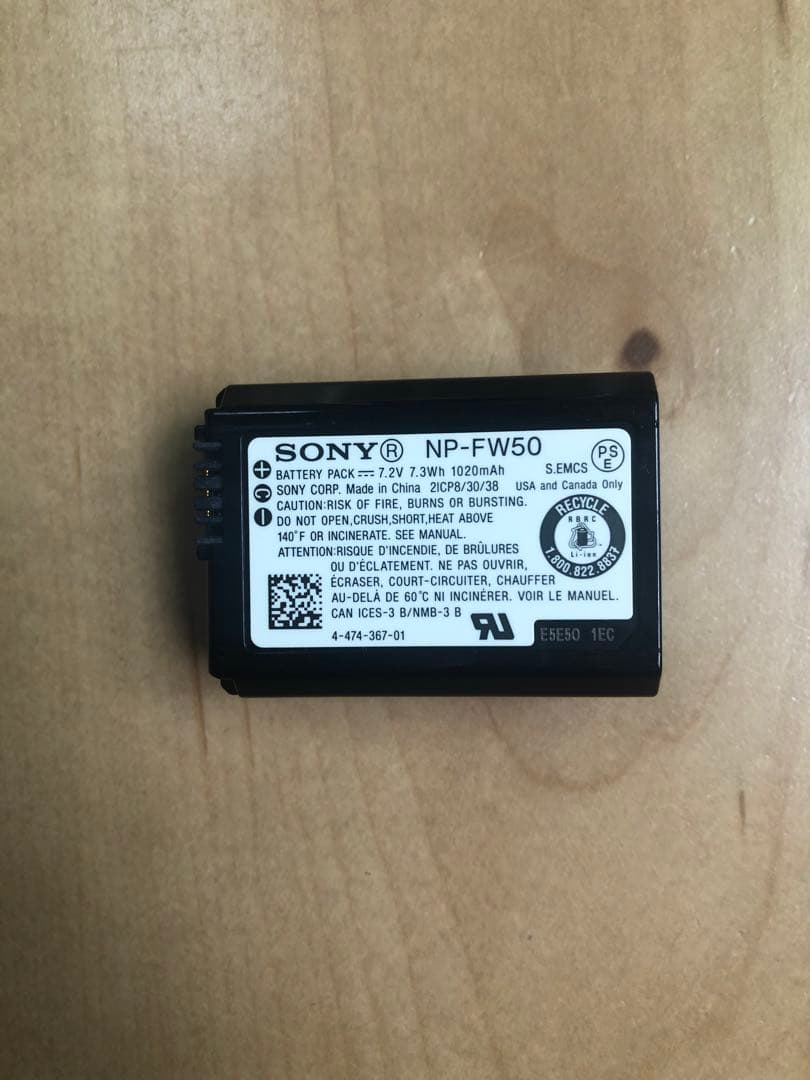 SONY® NP-FW50
BATTERY PACK ⎓ 7.2V 7.3Wh 1020mAh
S.EMCS
PS
E
SONY CORP. Made in China 2ICP8/30/38
USA and Canada Only
+
C
−
CAUTION:RISK OF FIRE, BURNS OR BURSTING.
DO NOT OPEN,CRUSH,SHORT,HEAT ABOVE
140°F OR INCINERATE. SEE MANUAL.
RECYCLE
RBRC
Li-ion
1.800.822.8837
ATTENTION:RISQUE D'INCENDIE, DE BRÛLURES
OU D'ÉCLATEMENT. NE PAS OUVRIR,
ÉCRASER, COURT-CIRCUITER, CHAUFFER
AU-DELÀ DE 60°C NI INCINÉRER. VOIR LE MANUEL.
CAN ICES-3 B/NMB-3 B
4-474-367-01
RU
E5E50 1EC